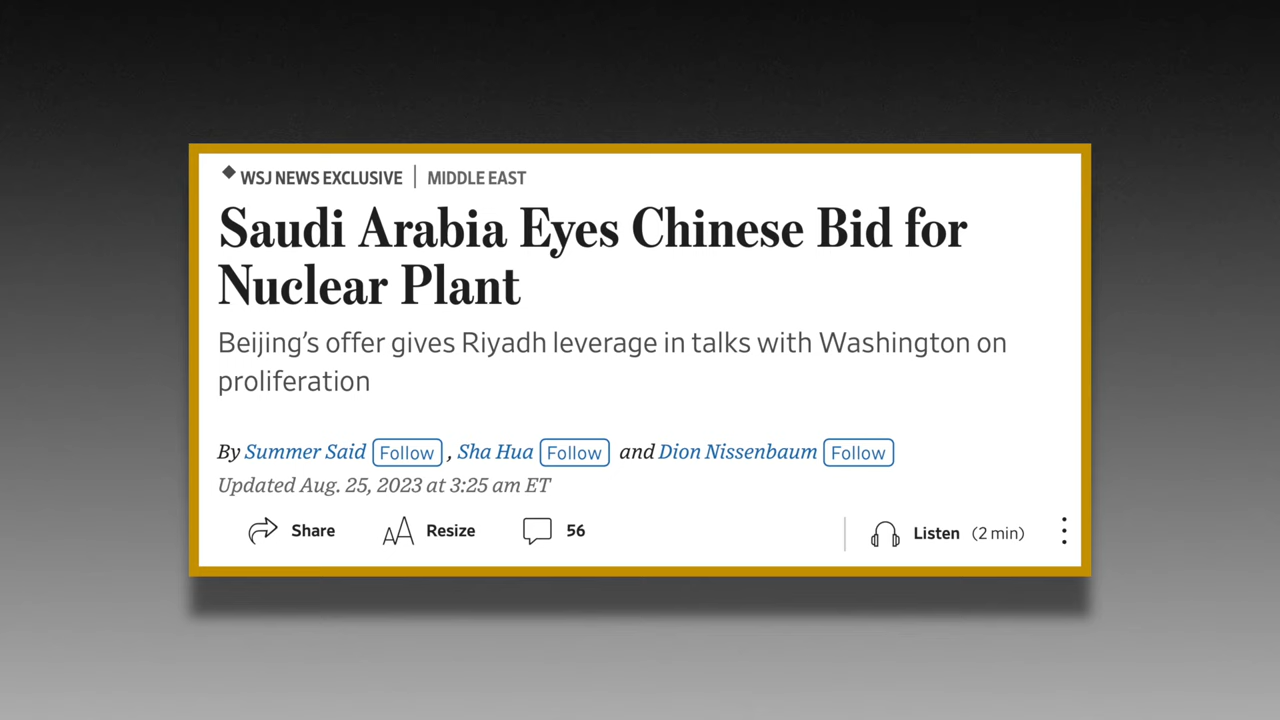 WSJ NEWS EXCLUSIVE | MIDDLE EAST
Saudi Arabia Eyes Chinese Bid for
Nuclear Plant
Beijing’s offer gives Riyadh leverage in talks with Washington on
proliferation
By Summer Said Follow , Sha Hua Follow and Dion Nissenbaum Follow
Updated Aug. 25, 2023 at 3:25 am ET
Share AA Resize 56 Listen (2 min)